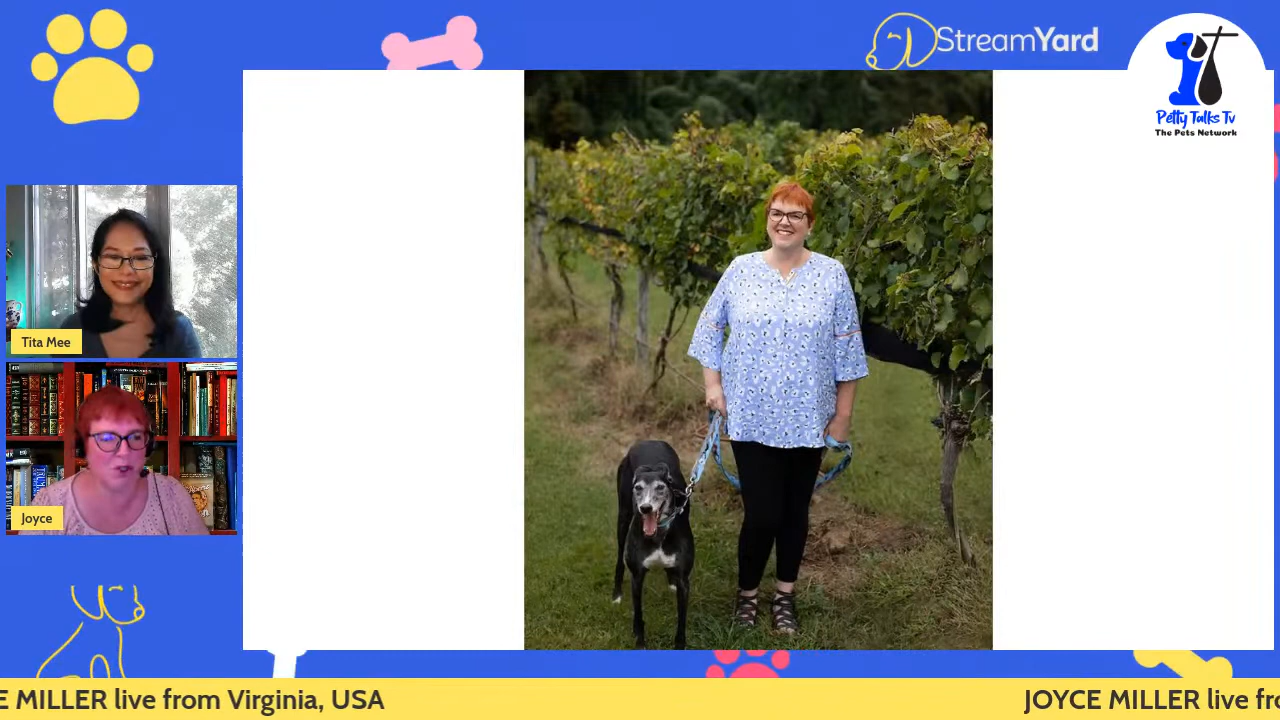 StreamYard
Petty Talks Tv
The Pets Network
Tita Mee
Joyce
E MILLER live from Virginia, USA
JOYCE MILLER live fro